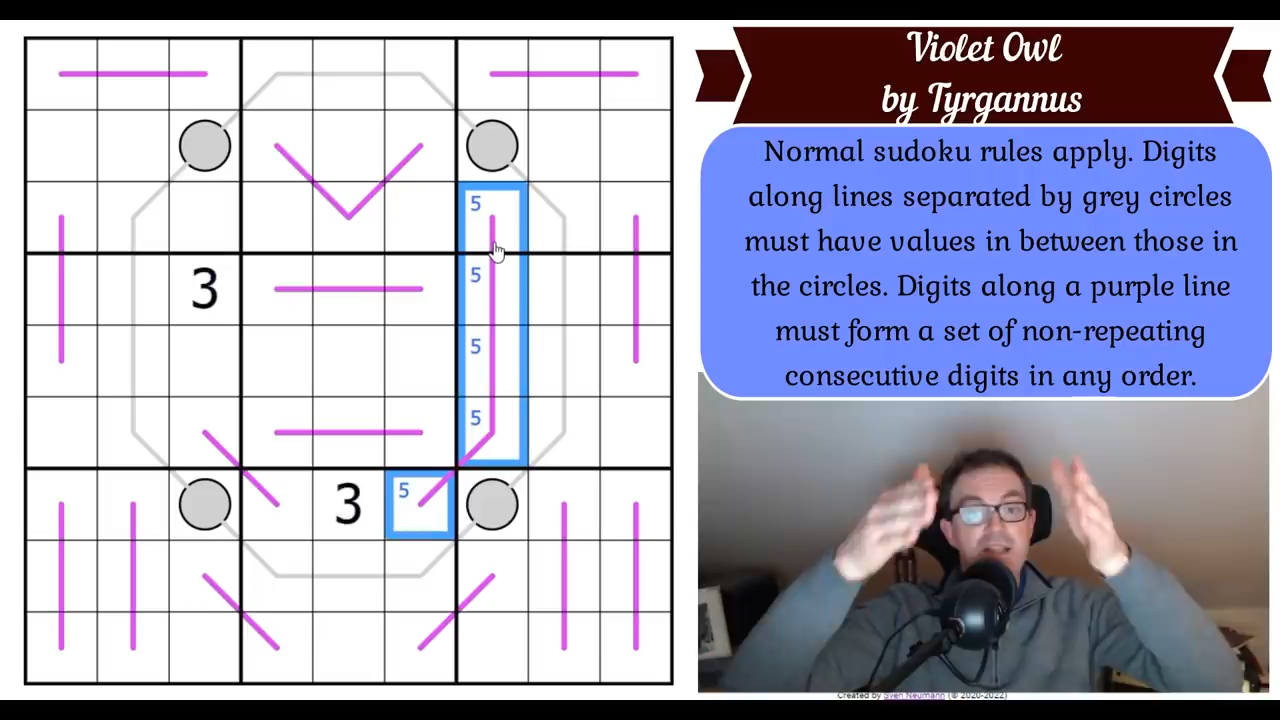 Violet Owl
by Tyrgannus
Normal sudoku rules apply. Digits
along lines separated by grey circles
must have values in between those in
the circles. Digits along a purple line
must form a set of non-repeating
consecutive digits in any order.
5
5
3
5
5
5
3
Created by Sven Neumann (© 2020-2022)